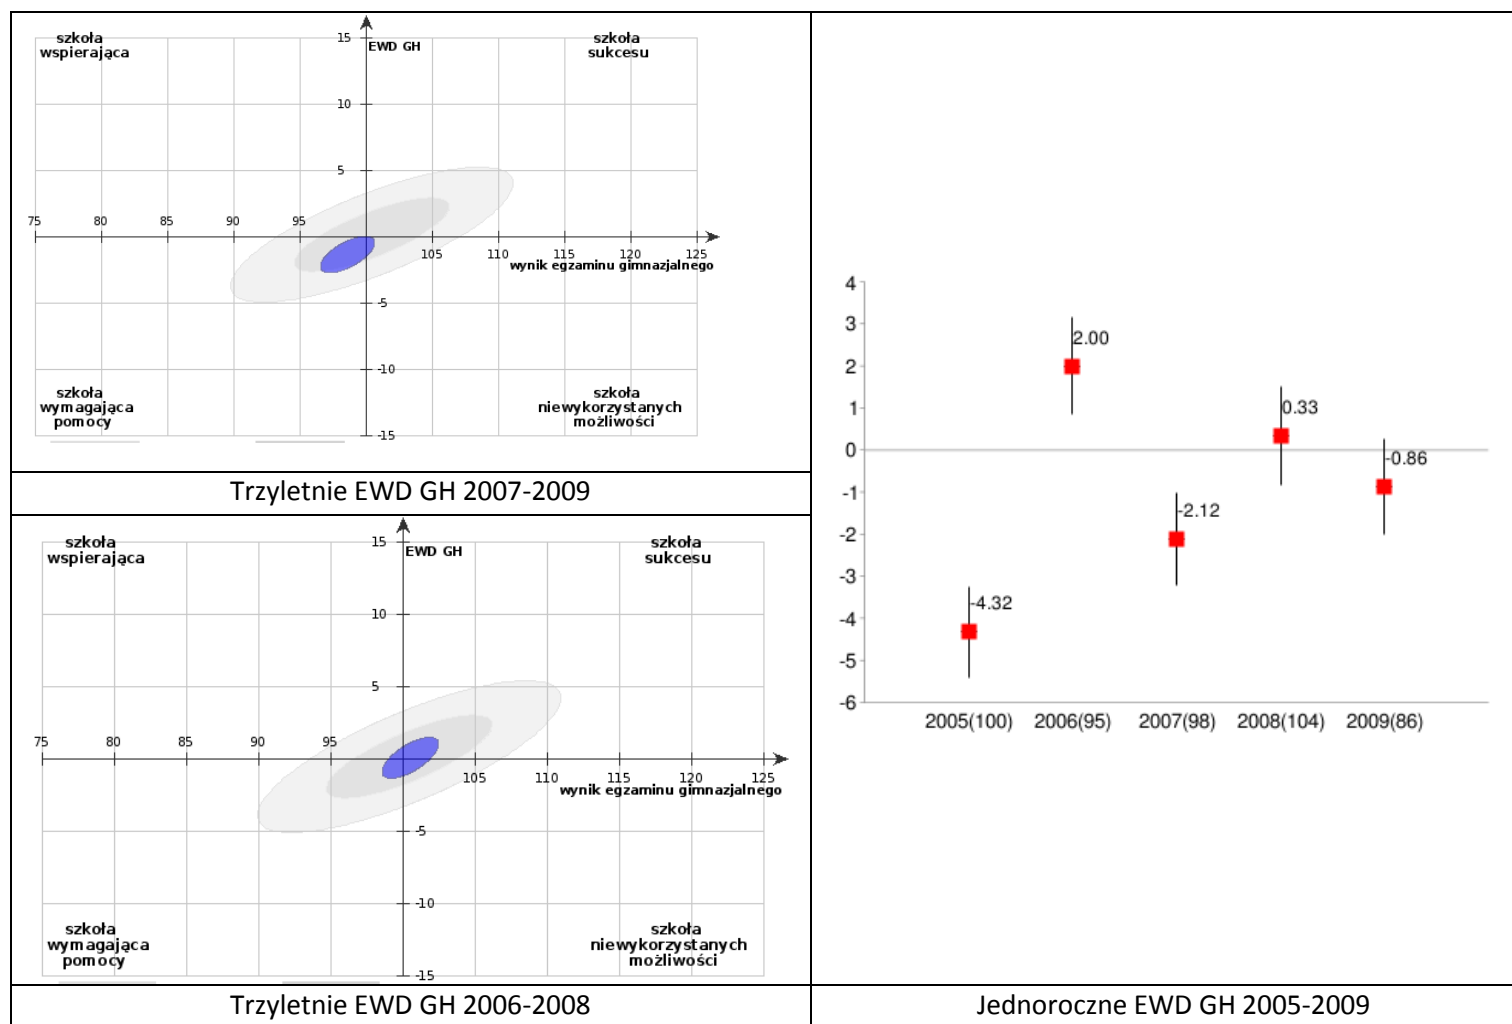 szkoła
wspierająca
EWD GH
szkoła
sukcesu
15
10
5
75 80 85 90 95
105 110 115 120 125
wynik egzaminu gimnazjalnego
-5
-10
-15
szkoła
wymagająca
pomocy
szkoła
niewykorzystanych
możliwości
Trzyletnie EWD GH 2007-2009
szkoła
wspierająca
EWD GH
szkoła
sukcesu
15
10
5
75 80 85 90 95
105 110 115 120 125
wynik egzaminu gimnazjalnego
-5
-10
-15
szkoła
wymagająca
pomocy
szkoła
niewykorzystanych
możliwości
Trzyletnie EWD GH 2006-2008
4
3
2
1
0
-1
-2
-3
-4
-5
-6
-4.32
2.00
-2.12
0.33
-0.86
2005(100) 2006(95) 2007(98) 2008(104) 2009(86)
Jednoroczne EWD GH 2005-2009